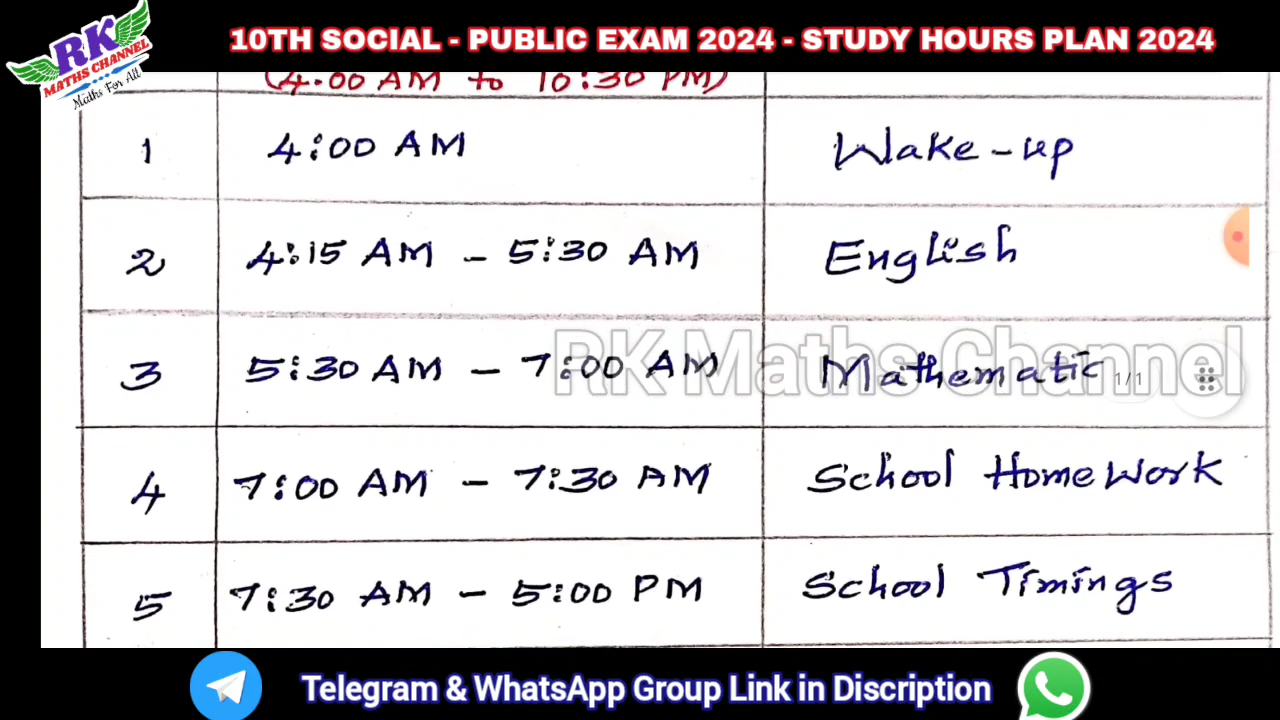 RK
MATHS CHANNEL
Maths For All
10TH SOCIAL - PUBLIC EXAM 2024 - STUDY HOURS PLAN 2024
(4.00 AM to 10:30 PM)
1 4:00 AM Wake-up
2 4:15 AM - 5:30 AM English
3 5:30 AM - 7:00 AM Mathematic
1/1
RK Maths Channel
4 7:00 AM - 7:30 AM School HomeWork
5 7:30 AM - 5:00 PM School Timings
Telegram & WhatsApp Group Link in Discription